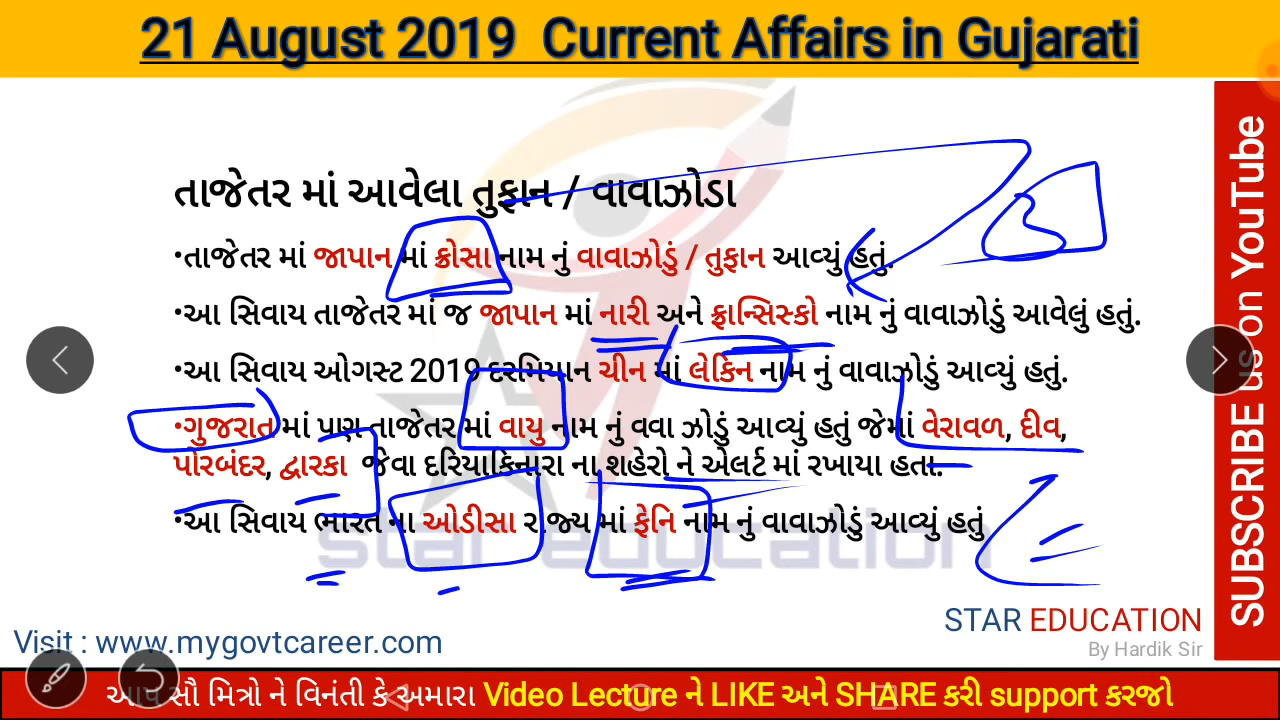 21 August 2019 Current Affairs in Gujarati
તાજેતર માં આવેલા તુફાન / વાવાઝોડા
•તાજેતર માં જાપાન માં ક્રોસા નામ નું વાવાઝોડું / તુફાન આવ્યું હતું.
•આ સિવાય તાજેતર માં જ જાપાન માં નારી અને ફ્રાન્સિસ્કો નામ નું વાવાઝોડું આવેલું હતું.
•આ સિવાય ઓગસ્ટ 2019 દરમિયાન ચીન માં લેકિન નામ નું વાવાઝોડું આવ્યું હતું.
•ગુજરાત માં પણ તાજેતર માં વાયુ નામ નું વવા ઝોડું આવ્યું હતું જેમાં વેરાવળ, દીવ,
પોરબંદર, દ્વારકા જેવા દરિયાકિનારા ના શહેરો ને એલર્ટ માં રખાયા હતા.
•આ સિવાય ભારત ના ઓડીસા રાજ્ય માં ફેનિ નામ નું વાવાઝોડું આવ્યું હતું
star education
STAR EDUCATION
By Hardik Sir
Visit : www.mygovtcareer.com
આપ સૌ મિત્રો ને વિનંતી કે અમારા Video Lecture ને LIKE અને SHARE કરી support કરજો
SUBSCRIBE us on YouTube